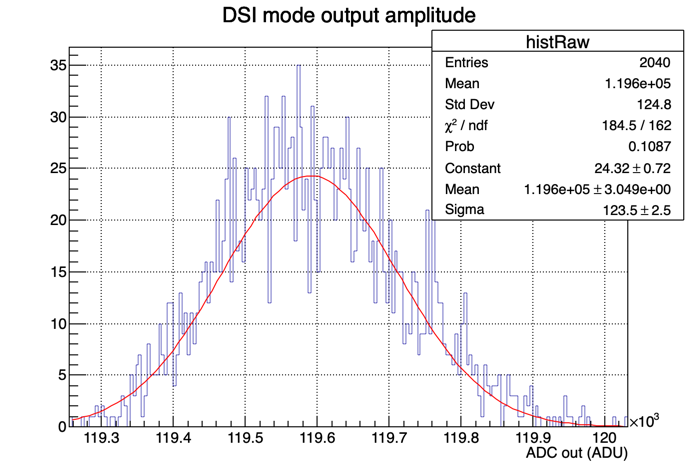 DSI mode output amplitude
histRaw
Entries 2040
Mean 1.196e+05
Std Dev 124.8
χ² / ndf 184.5 / 162
Prob 0.1087
Constant 24.32 ± 0.72
Mean 1.196e+05 ± 3.049e+00
Sigma 123.5 ± 2.5
35
30
25
20
15
10
5
0
119.3 119.4 119.5 119.6 119.7 119.8 119.9 120 ×10³
ADC out (ADU)